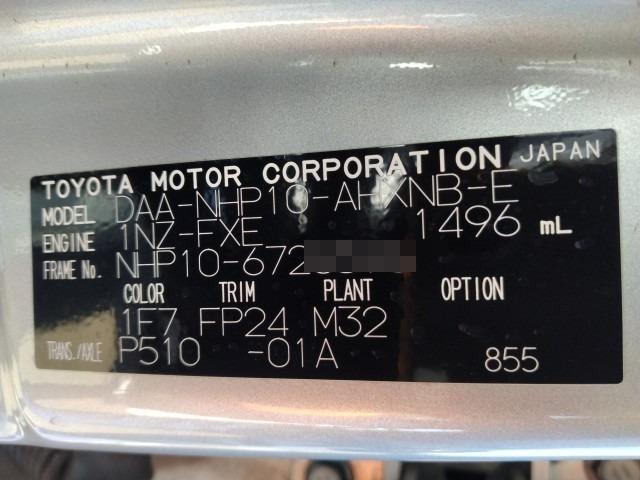 TOYOTA MOTOR CORPORATION JAPAN
MODEL DAA-NHP10-AHXNB-E
ENGINE 1NZ-FXE 1496 mL
FRAME No. NHP10-672
COLOR TRIM PLANT OPTION
1F7 FP24 M32
TRANS./AXLE P510 -01A 855